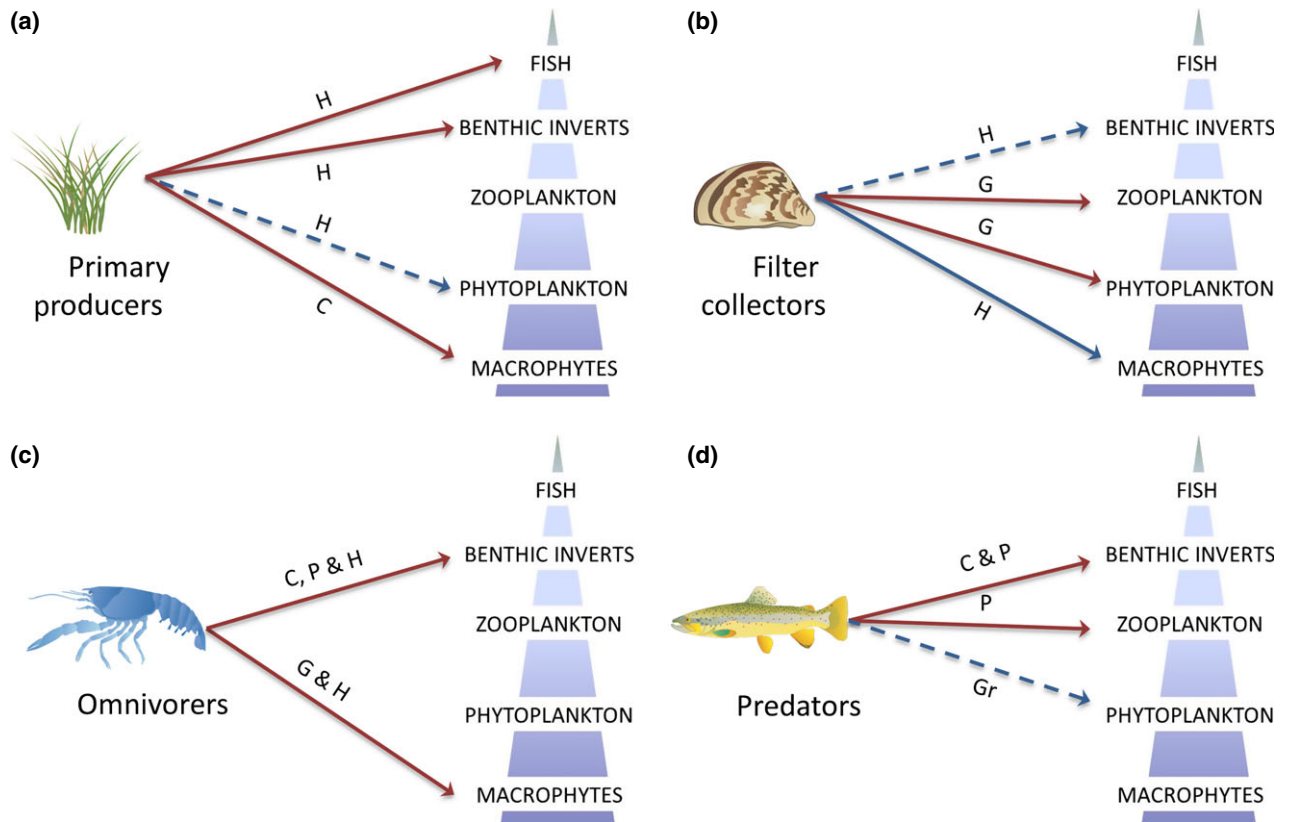 (a)
FISH
H
BENTHIC INVERTS
H
ZOOPLANKTON
H
PHYTOPLANKTON
C
MACROPHYTES
Primary
producers
(b)
FISH
H
BENTHIC INVERTS
G
ZOOPLANKTON
G
PHYTOPLANKTON
H
MACROPHYTES
Filter
collectors
(c)
FISH
C, P & H
BENTHIC INVERTS
ZOOPLANKTON
G & H
PHYTOPLANKTON
MACROPHYTES
Omnivorers
(d)
FISH
C & P
BENTHIC INVERTS
P
ZOOPLANKTON
Gr
PHYTOPLANKTON
MACROPHYTES
Predators